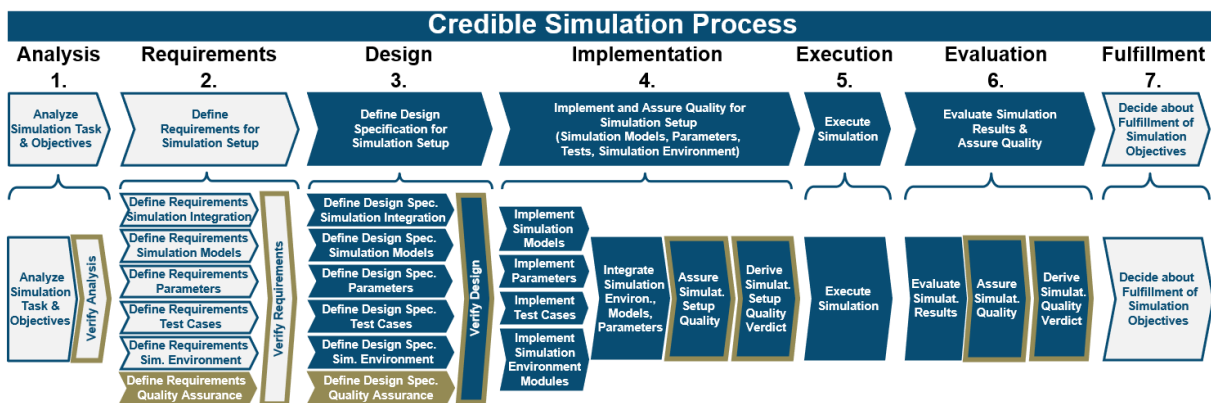 Credible Simulation Process
Analysis
1.
Requirements
2.
Design
3.
Implementation
4.
Execution
5.
Evaluation
6.
Fulfillment
7.
Analyze
Simulation Task
& Objectives
Define
Requirements for
Simulation Setup
Define Design
Specification for
Simulation Setup
Implement and Assure Quality for
Simulation Setup
(Simulation Models, Parameters,
Tests, Simulation Environment)
Execute
Simulation
Evaluate Simulation
Results &
Assure Quality
Decide about
Fulfillment of
Simulation
Objectives
Analyze
Simulation
Task &
Objectives
Verify Analysis
Define Requirements
Simulation Integration
Define Requirements
Simulation Models
Define Requirements
Parameters
Define Requirements
Test Cases
Define Requirements
Sim. Environment
Define Requirements
Quality Assurance
Verify Requirements
Define Design Spec.
Simulation Integration
Define Design Spec.
Simulation Models
Define Design Spec.
Parameters
Define Design Spec.
Test Cases
Define Design Spec.
Sim. Environment
Define Design Spec.
Quality Assurance
Verify Design
Implement
Simulation
Models
Implement
Parameters
Implement
Test Cases
Implement
Simulation
Environment
Modules
Integrate
Simulation
Environ.,
Models,
Parameters
Assure
Simulat.
Setup
Quality
Derive
Simulat.
Setup
Quality
Verdict
Execute
Simulation
Evaluate
Simulat.
Results
Assure
Simulat.
Quality
Derive
Simulat.
Quality
Verdict
Decide about
Fulfillment of
Simulation
Objectives